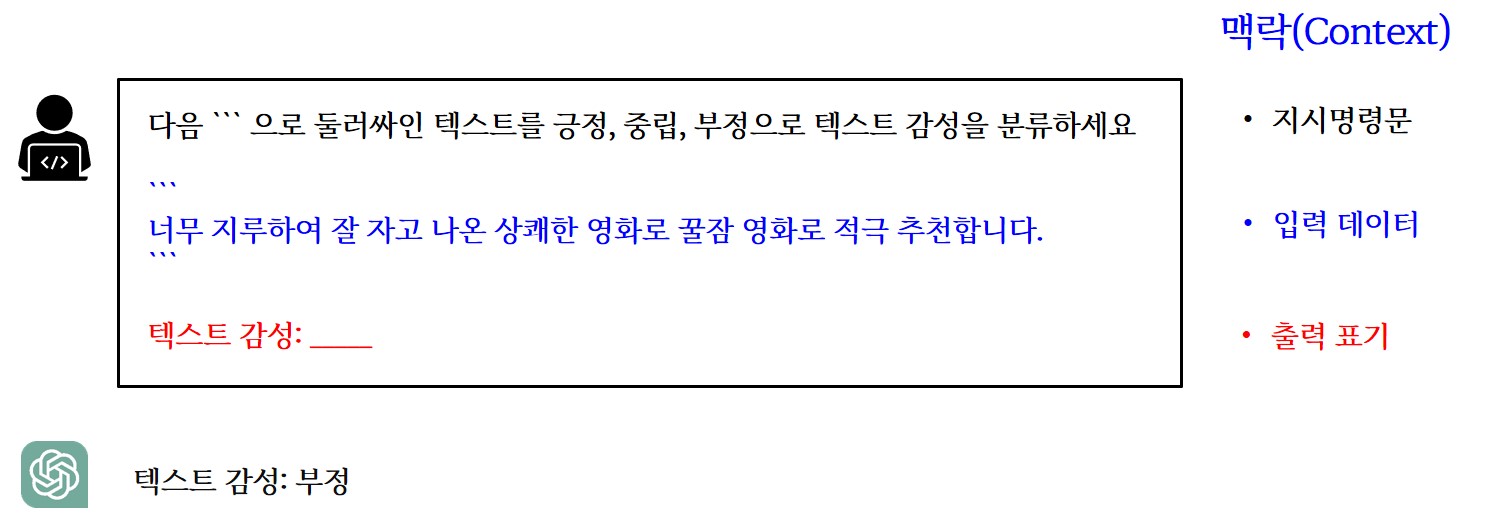 맥락(Context)
다음 ``` 으로 둘러싸인 텍스트를 긍정, 중립, 부정으로 텍스트 감성을 분류하세요
• 지시명령문
```
너무 지루하여 잘 자고 나온 상쾌한 영화로 꿀잠 영화로 적극 추천합니다.
• 입력 데이터
```
텍스트 감성: ____
• 출력 표기
</>
텍스트 감성: 부정